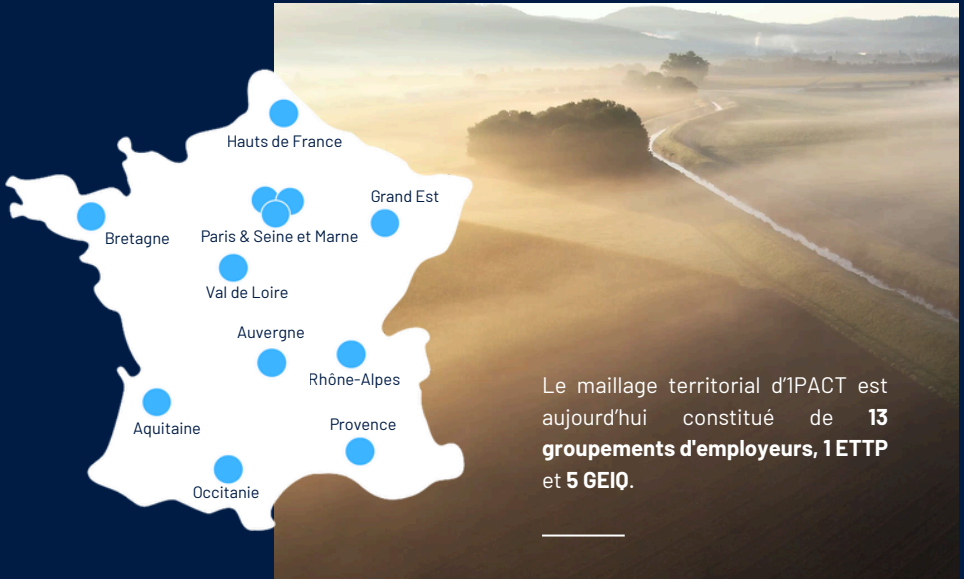 Hauts de France
Grand Est
Bretagne
Paris & Seine et Marne
Val de Loire
Auvergne
Rhône-Alpes
Aquitaine
Provence
Occitanie
Le maillage territorial d'1PACT est
aujourd'hui constitué de 13
groupements d'employeurs, 1 ETTP
et 5 GEIQ.